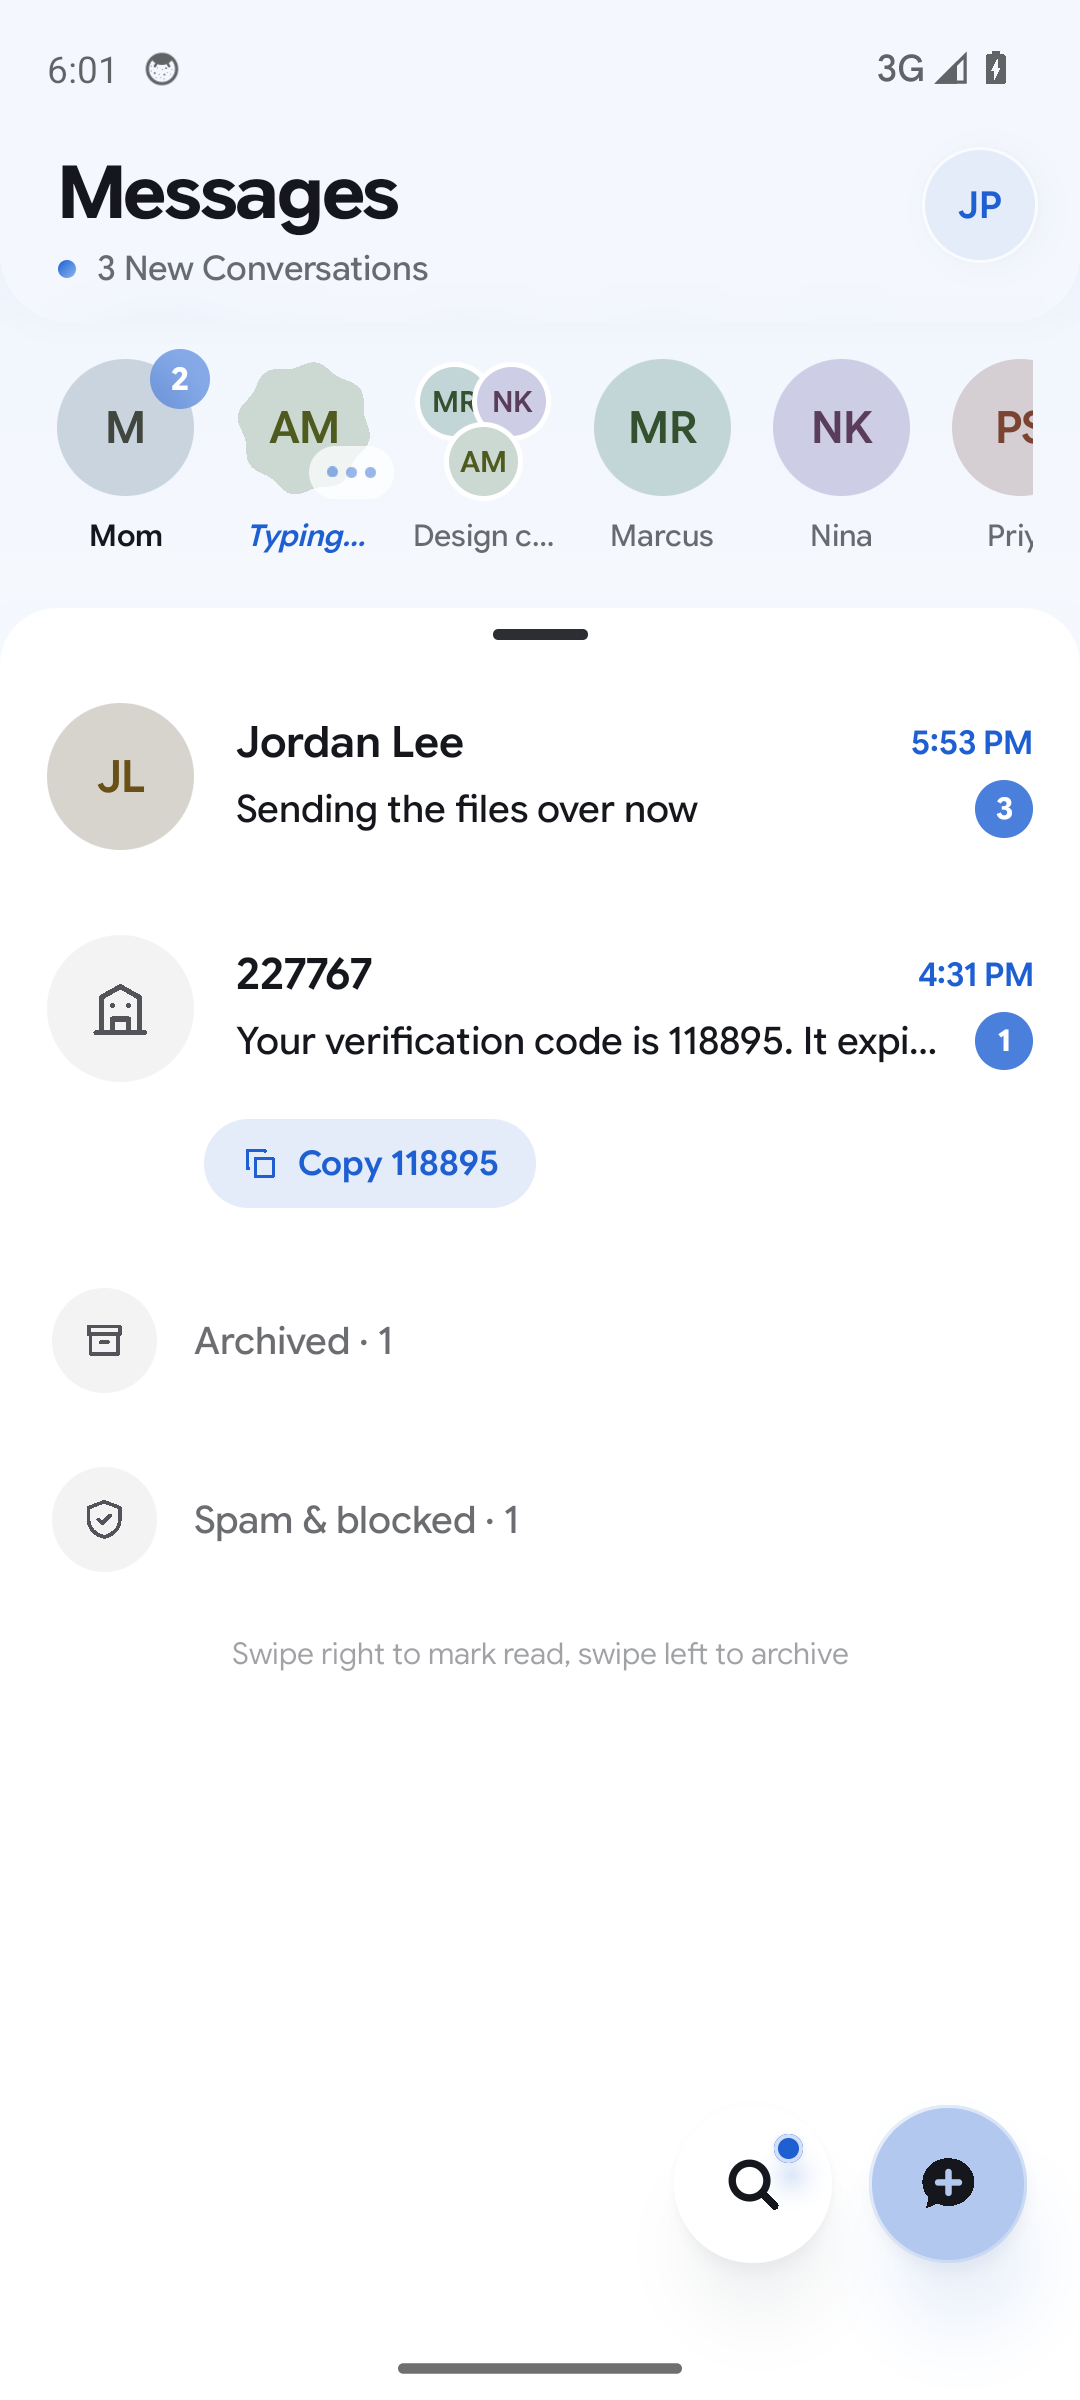 6:01
3G
Messages
JP
3 New Conversations
M
2
AM
MR
NK
AM
MR
NK
PS
Mom
Typing...
Design c...
Marcus
Nina
Priy
JL
Jordan Lee
5:53 PM
Sending the files over now
3
227767
4:31 PM
Your verification code is 118895. It expi...
1
Copy 118895
Archived · 1
Spam & blocked · 1
Swipe right to mark read, swipe left to archive